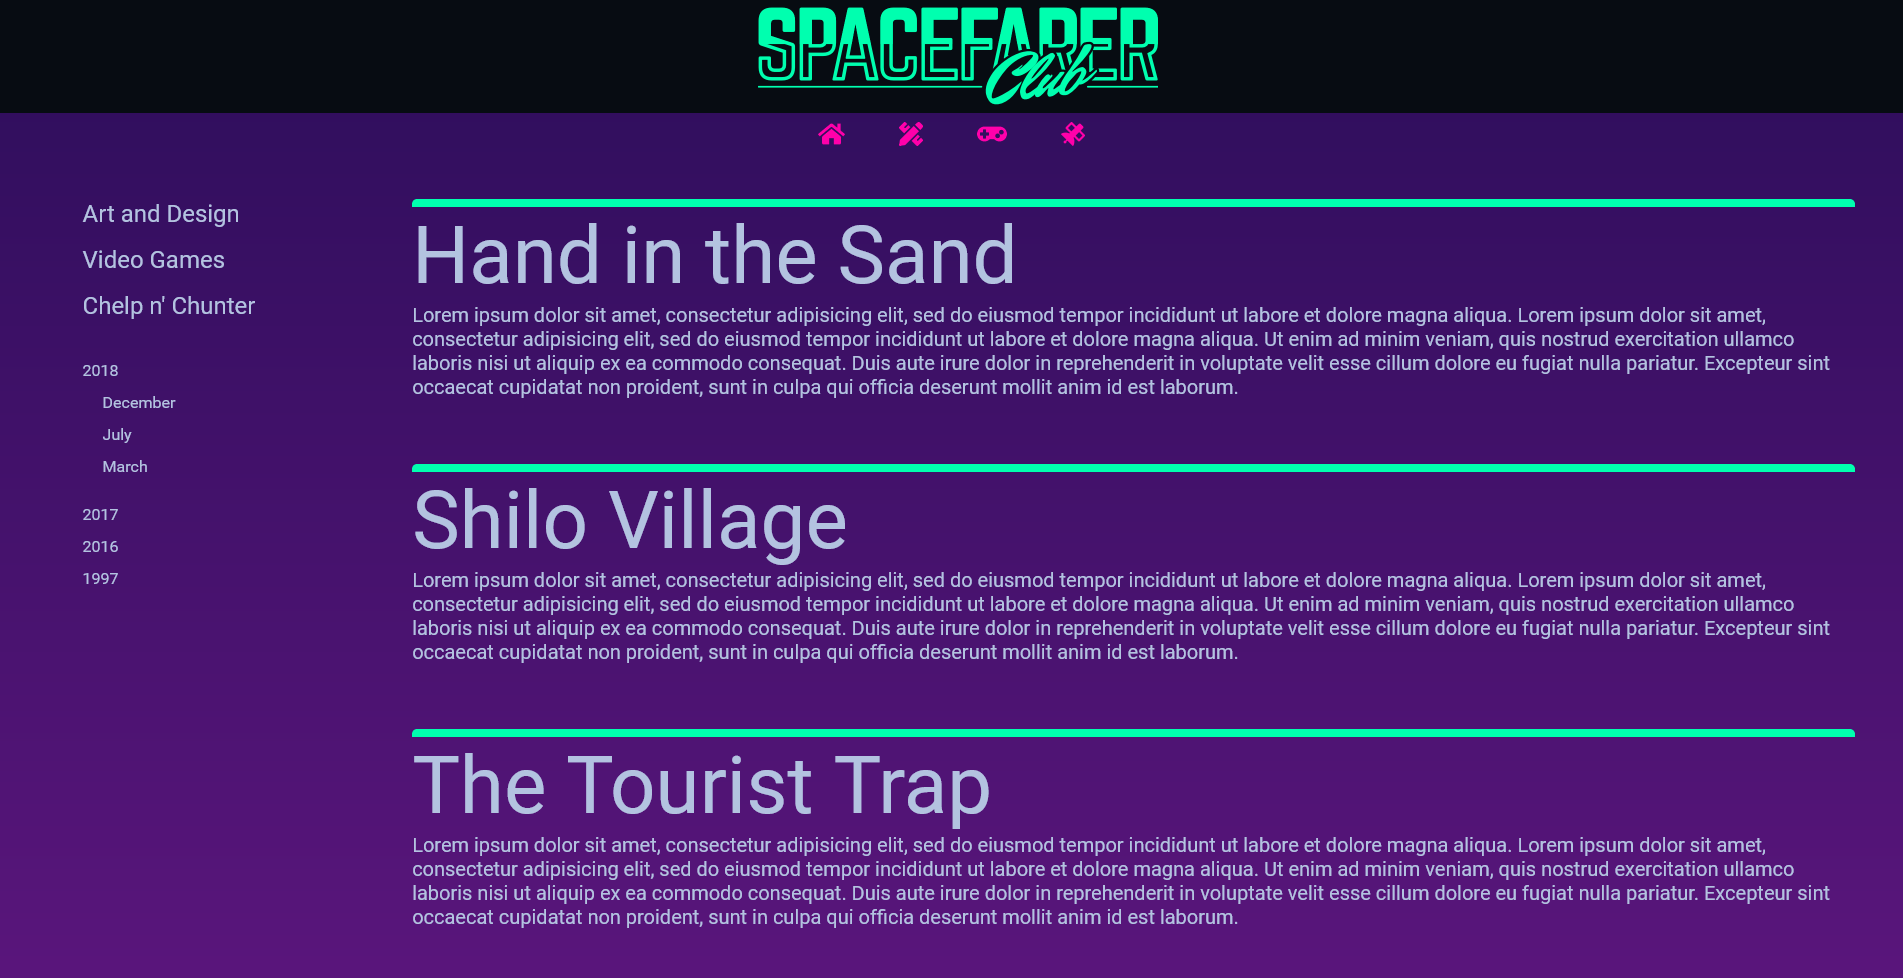 SPACEFARER
Club
Art and Design
Video Games
Chelp n' Chunter
2018
December
July
March
2017
2016
1997
Hand in the Sand
Lorem ipsum dolor sit amet, consectetur adipisicing elit, sed do eiusmod tempor incididunt ut labore et dolore magna aliqua. Lorem ipsum dolor sit amet,
consectetur adipisicing elit, sed do eiusmod tempor incididunt ut labore et dolore magna aliqua. Ut enim ad minim veniam, quis nostrud exercitation ullamco
laboris nisi ut aliquip ex ea commodo consequat. Duis aute irure dolor in reprehenderit in voluptate velit esse cillum dolore eu fugiat nulla pariatur. Excepteur sint
occaecat cupidatat non proident, sunt in culpa qui officia deserunt mollit anim id est laborum.
Shilo Village
Lorem ipsum dolor sit amet, consectetur adipisicing elit, sed do eiusmod tempor incididunt ut labore et dolore magna aliqua. Lorem ipsum dolor sit amet,
consectetur adipisicing elit, sed do eiusmod tempor incididunt ut labore et dolore magna aliqua. Ut enim ad minim veniam, quis nostrud exercitation ullamco
laboris nisi ut aliquip ex ea commodo consequat. Duis aute irure dolor in reprehenderit in voluptate velit esse cillum dolore eu fugiat nulla pariatur. Excepteur sint
occaecat cupidatat non proident, sunt in culpa qui officia deserunt mollit anim id est laborum.
The Tourist Trap
Lorem ipsum dolor sit amet, consectetur adipisicing elit, sed do eiusmod tempor incididunt ut labore et dolore magna aliqua. Lorem ipsum dolor sit amet,
consectetur adipisicing elit, sed do eiusmod tempor incididunt ut labore et dolore magna aliqua. Ut enim ad minim veniam, quis nostrud exercitation ullamco
laboris nisi ut aliquip ex ea commodo consequat. Duis aute irure dolor in reprehenderit in voluptate velit esse cillum dolore eu fugiat nulla pariatur. Excepteur sint
occaecat cupidatat non proident, sunt in culpa qui officia deserunt mollit anim id est laborum.